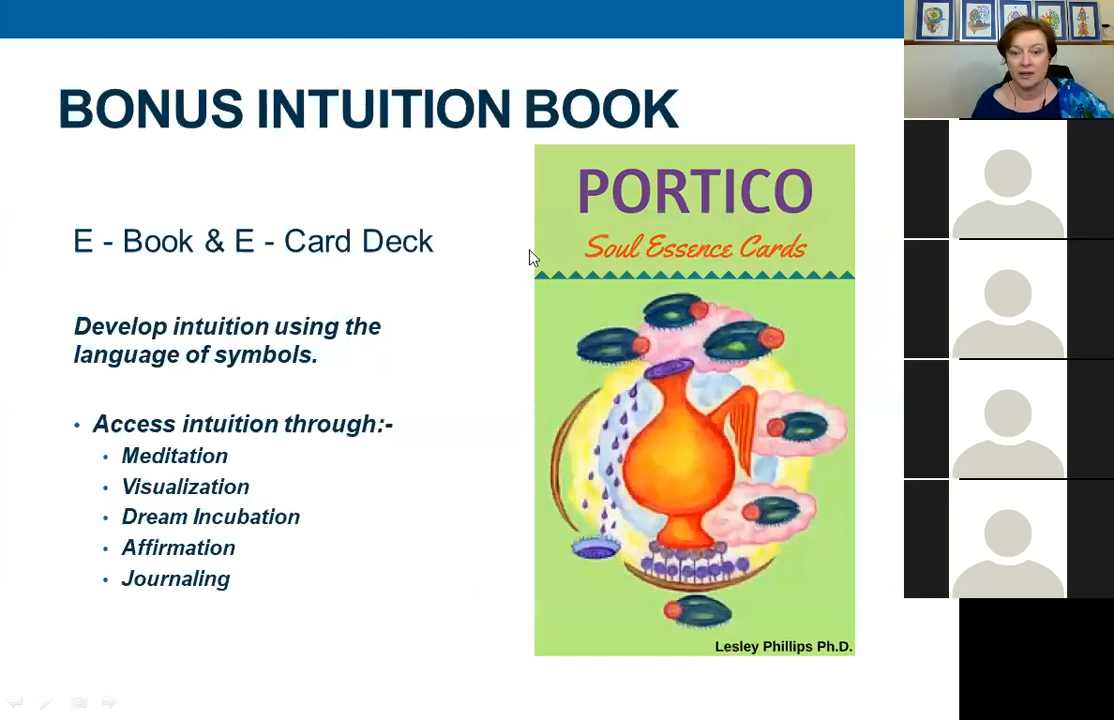 BONUS INTUITION BOOK
E - Book & E - Card Deck
Develop intuition using the
language of symbols.
• Access intuition through:-
• Meditation
• Visualization
• Dream Incubation
• Affirmation
• Journaling
PORTICO
Soul Essence Cards
Lesley Phillips Ph.D.